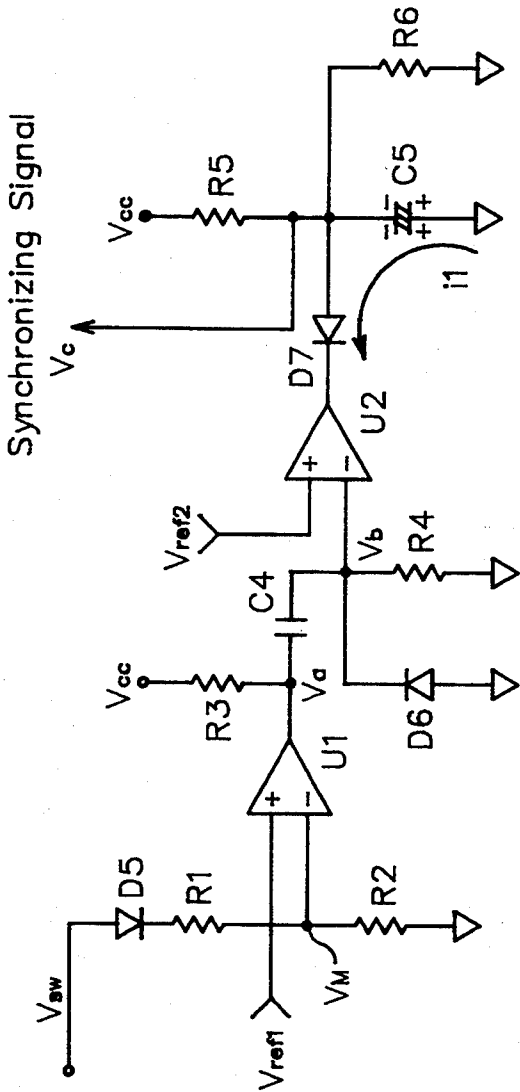 Synchronizing Signal
Vc
Vcc
R5
R6
C5
i1
D7
U2
Vref2
Vb
R4
C4
Vcc
R3
Va
D6
U1
Vsw
D5
R1
R2
VM
Vref1
+
−
+
−
−
−
+
+